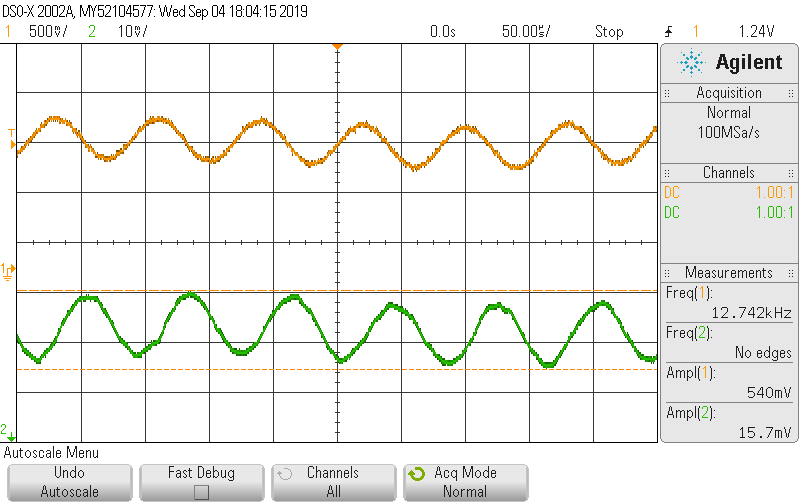 DSO-X 2002A, MY52104577: Wed Sep 04 18:04:15 2019
1 500mV/ 2 10mV/ 0.0s 50.00us/ Stop 1 1.24V
Agilent
Acquisition
Normal
100MSa/s
Channels
DC 1.00:1
DC 1.00:1
Measurements
Freq(1):
12.742kHz
Freq(2):
No edges
Ampl(1):
540mV
Ampl(2):
15.7mV
T
1
2
Autoscale Menu
Undo
Autoscale
Fast Debug
Channels
All
Acq Mode
Normal